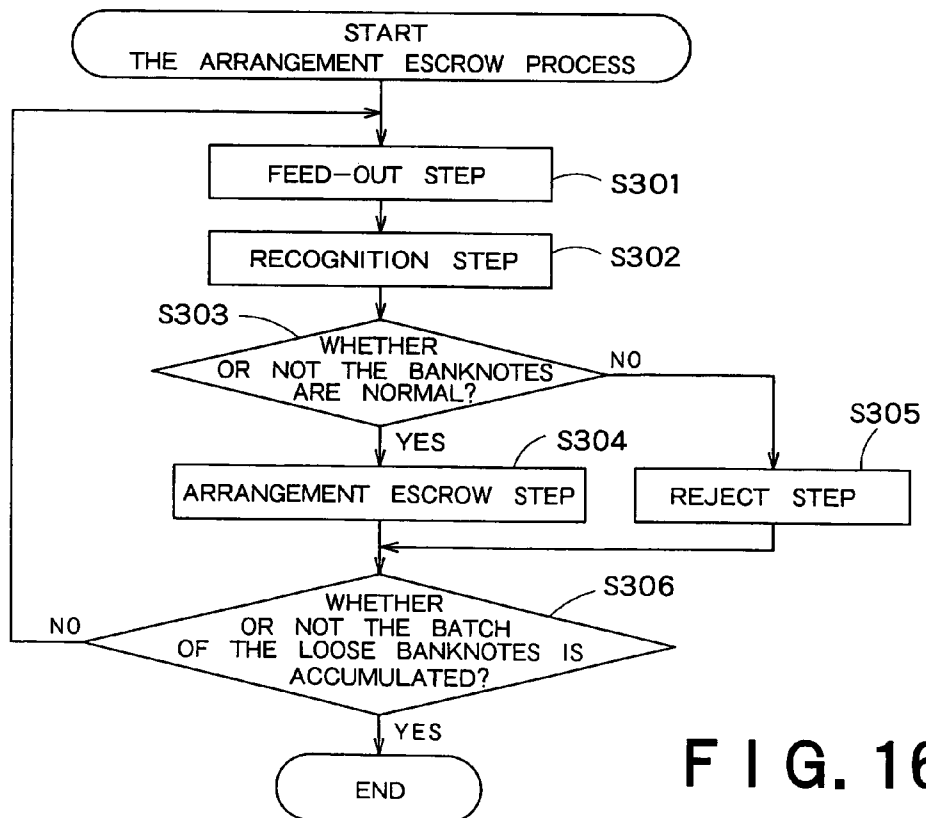 START
THE ARRANGEMENT ESCROW PROCESS
FEED-OUT STEP
S301
RECOGNITION STEP
S302
S303
WHETHER
OR NOT THE BANKNOTES
ARE NORMAL?
NO
YES
S304
S305
ARRANGEMENT ESCROW STEP
REJECT STEP
S306
WHETHER
OR NOT THE BATCH
OF THE LOOSE BANKNOTES IS
ACCUMULATED?
NO
YES
END
FIG. 16